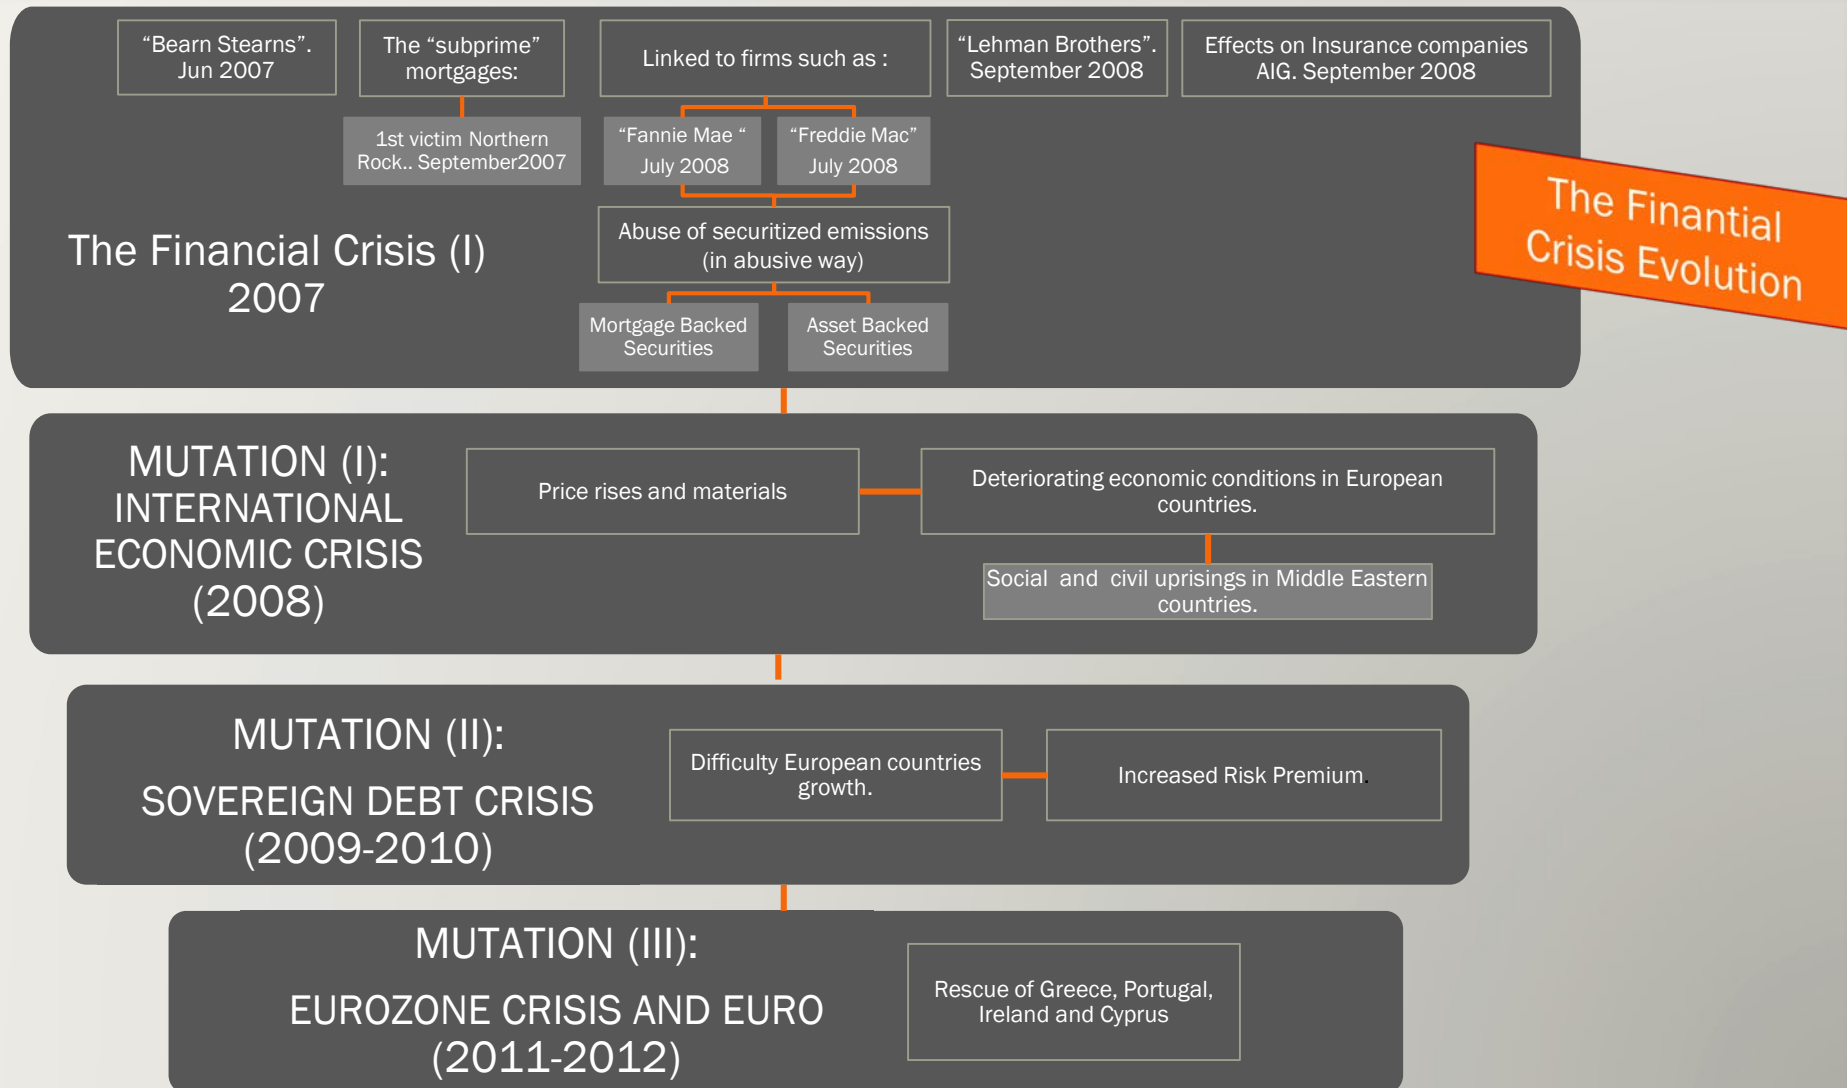 “Bearn Stearns”.
Jun 2007
The “subprime”
mortgages:
Linked to firms such as :
“Lehman Brothers”.
September 2008
Effects on Insurance companies
AIG. September 2008
1st victim Northern
Rock.. September2007
“Fannie Mae “
July 2008
“Freddie Mac”
July 2008
The Finantial
Crisis Evolution
The Financial Crisis (I)
2007
Abuse of securitized emissions
(in abusive way)
Mortgage Backed
Securities
Asset Backed
Securities
MUTATION (I):
INTERNATIONAL
ECONOMIC CRISIS
(2008)
Price rises and materials
Deteriorating economic conditions in European
countries.
Social and civil uprisings in Middle Eastern
countries.
MUTATION (II):
SOVEREIGN DEBT CRISIS
(2009-2010)
Difficulty European countries
growth.
Increased Risk Premium.
MUTATION (III):
EUROZONE CRISIS AND EURO
(2011-2012)
Rescue of Greece, Portugal,
Ireland and Cyprus